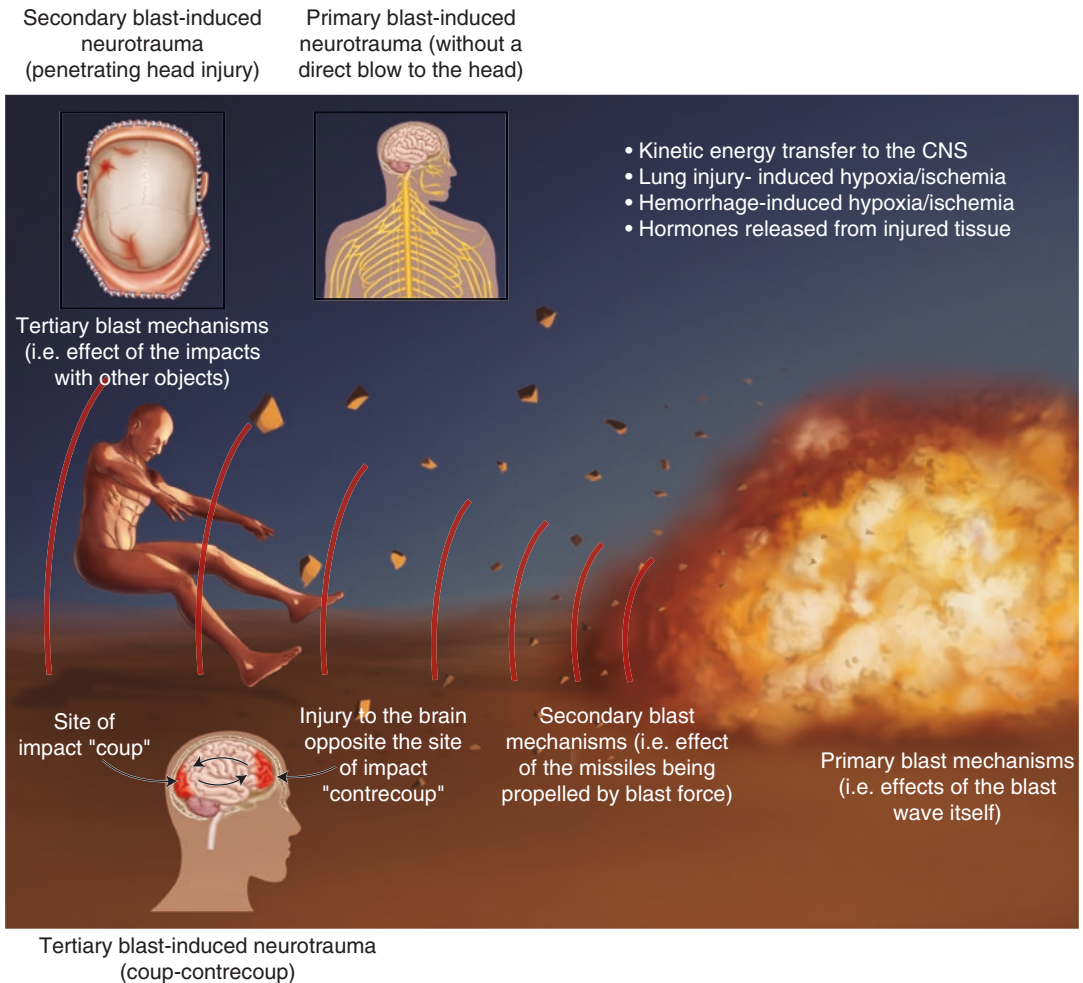 Secondary blast-induced
neurotrauma
(penetrating head injury)
Primary blast-induced
neurotrauma (without a
direct blow to the head)
• Kinetic energy transfer to the CNS
• Lung injury- induced hypoxia/ischemia
• Hemorrhage-induced hypoxia/ischemia
• Hormones released from injured tissue
Tertiary blast mechanisms
(i.e. effect of the impacts
with other objects)
Site of
impact "coup"
Injury to the brain
opposite the site
of impact
"contrecoup"
Secondary blast
mechanisms (i.e. effect
of the missiles being
propelled by blast force)
Primary blast mechanisms
(i.e. effects of the blast
wave itself)
Tertiary blast-induced neurotrauma
(coup-contrecoup)